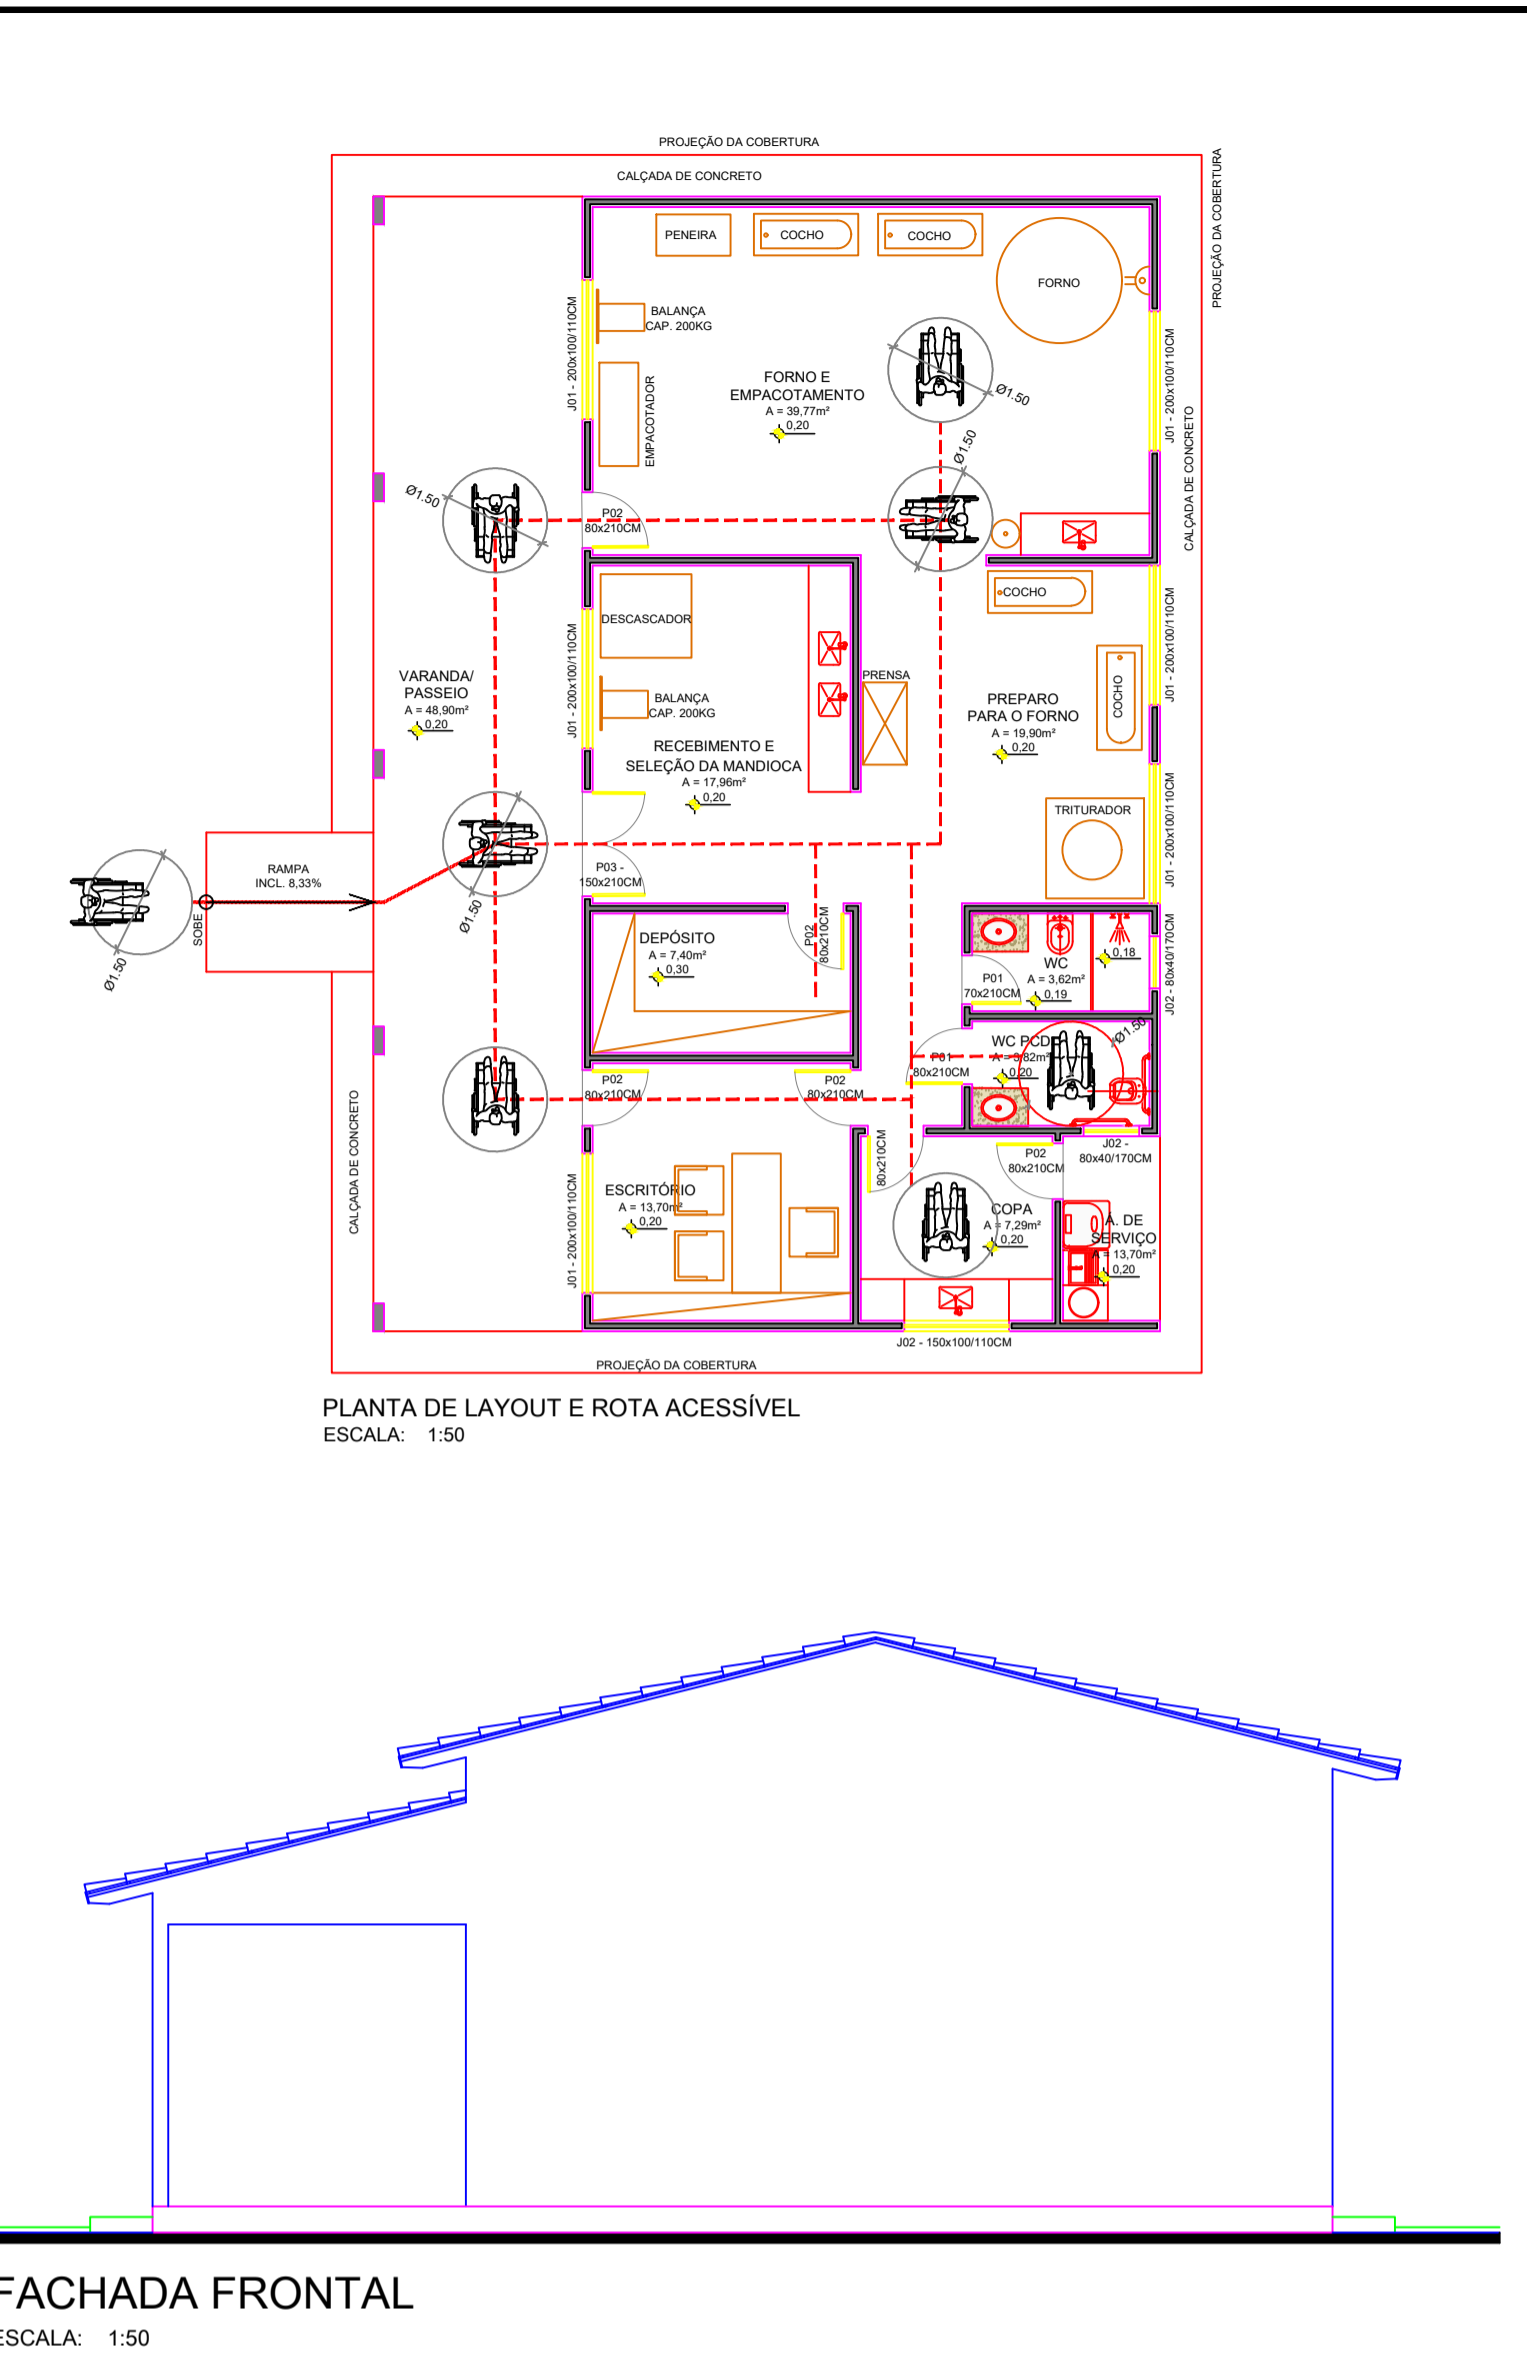 PROJEÇÃO DA COBERTURA
CALÇADA DE CONCRETO
PROJEÇÃO DA COBERTURA
PENEIRA
COCHO
COCHO
FORNO
BALANÇA
CAP. 200KG
J01 - 200x100/110CM
EMPACOTADOR
FORNO E
EMPACOTAMENTO
A = 39,77m²
0,20
Ø1.50
J01 - 200x100/110CM
CALÇADA DE CONCRETO
Ø1.50
Ø1.50
P02
80x210CM
DESCASCADOR
COCHO
J01 - 200x100/110CM
J01 - 200x100/110CM
VARANDA/
PASSEIO
A = 48,90m²
0,20
BALANÇA
CAP. 200KG
PRENSA
COCHO
PREPARO
PARA O FORNO
A = 19,90m²
0,20
RECEBIMENTO E
SELEÇÃO DA MANDIOCA
A = 17,96m²
0,20
TRITURADOR
J01 - 200x100/110CM
RAMPA
INCL. 8,33%
SOBE
Ø1.50
Ø1.50
P03 -
150x210CM
DEPÓSITO
A = 7,40m²
0,30
P02
80x210CM
WC
A = 3,62m²
0,19
0,18
P01
70x210CM
J02 - 80x40/170CM
WC PCD
A = 3,82m²
0,20
Ø1.50
P01
80x210CM
P02
80x210CM
P02
80x210CM
CALÇADA DE CONCRETO
J01 - 200x100/110CM
ESCRITÓRIO
A = 13,70m²
0,20
80x210CM
P02
80x210CM
J02 -
80x40/170CM
COPA
A = 7,29m²
0,20
Á. DE
SERVIÇO
A = 13,70m²
0,20
J02 - 150x100/110CM
PROJEÇÃO DA COBERTURA
PLANTA DE LAYOUT E ROTA ACESSÍVEL
ESCALA: 1:50
FACHADA FRONTAL
ESCALA: 1:50